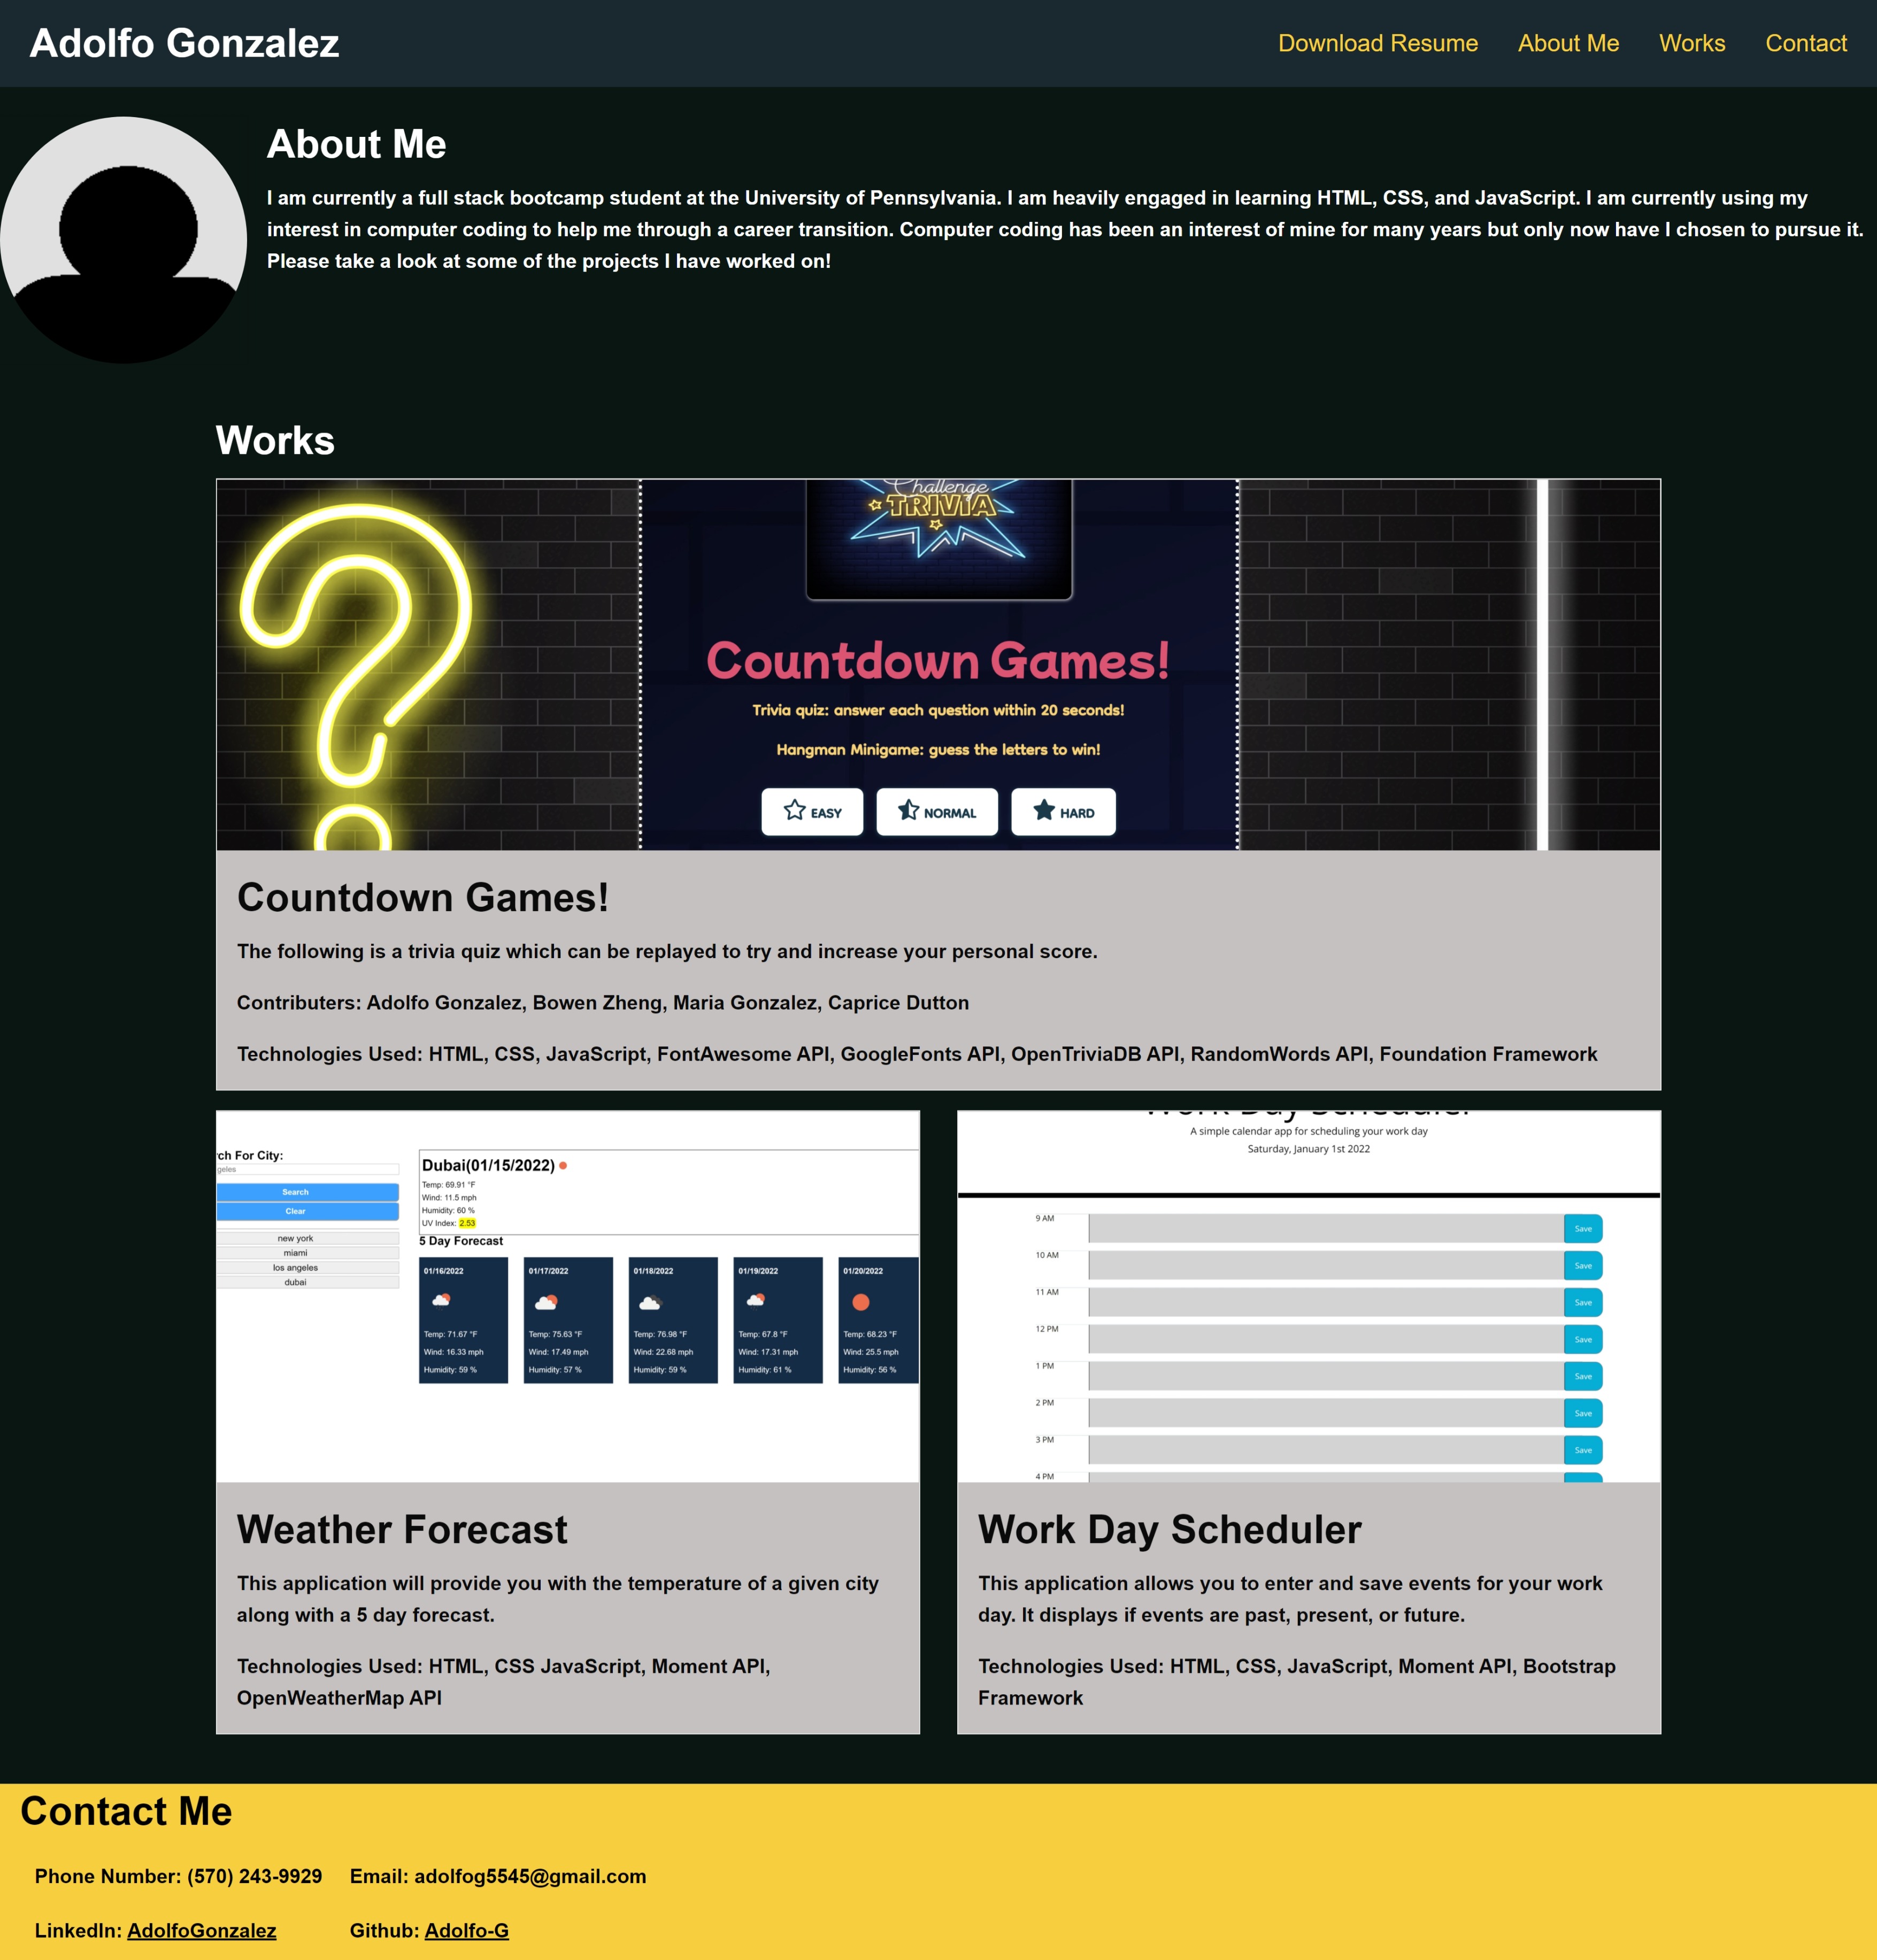 Adolfo Gonzalez
Download Resume
About Me
Works
Contact
About Me
I am currently a full stack bootcamp student at the University of Pennsylvania. I am heavily engaged in learning HTML, CSS, and JavaScript. I am currently using my
interest in computer coding to help me through a career transition. Computer coding has been an interest of mine for many years but only now have I chosen to pursue it.
Please take a look at some of the projects I have worked on!
Works
Challenge
TRIVIA
Countdown Games!
Trivia quiz: answer each question within 20 seconds!
Hangman Minigame: guess the letters to win!
EASY
NORMAL
HARD
Countdown Games!
The following is a trivia quiz which can be replayed to try and increase your personal score.
Contributers: Adolfo Gonzalez, Bowen Zheng, Maria Gonzalez, Caprice Dutton
Technologies Used: HTML, CSS, JavaScript, FontAwesome API, GoogleFonts API, OpenTriviaDB API, RandomWords API, Foundation Framework
rch For City:
geles
Search
Clear
new york
miami
los angeles
dubai
Dubai(01/15/2022)
Temp: 69.91 °F
Wind: 11.5 mph
Humidity: 60 %
UV Index: 2.53
5 Day Forecast
01/16/2022
Temp: 71.67 °F
Wind: 16.33 mph
Humidity: 59 %
01/17/2022
Temp: 75.63 °F
Wind: 17.49 mph
Humidity: 57 %
01/18/2022
Temp: 76.98 °F
Wind: 22.68 mph
Humidity: 59 %
01/19/2022
Temp: 67.8 °F
Wind: 17.31 mph
Humidity: 61 %
01/20/2022
Temp: 68.23 °F
Wind: 25.5 mph
Humidity: 56 %
Weather Forecast
This application will provide you with the temperature of a given city
along with a 5 day forecast.
Technologies Used: HTML, CSS JavaScript, Moment API,
OpenWeatherMap API
Work Day Scheduler
A simple calendar app for scheduling your work day
Saturday, January 1st 2022
9 AM
Save
10 AM
Save
11 AM
Save
12 PM
Save
1 PM
Save
2 PM
Save
3 PM
Save
4 PM
Work Day Scheduler
This application allows you to enter and save events for your work
day. It displays if events are past, present, or future.
Technologies Used: HTML, CSS, JavaScript, Moment API, Bootstrap
Framework
Contact Me
Phone Number: (570) 243-9929
Email: adolfog5545@gmail.com
LinkedIn: AdolfoGonzalez
Github: Adolfo-G